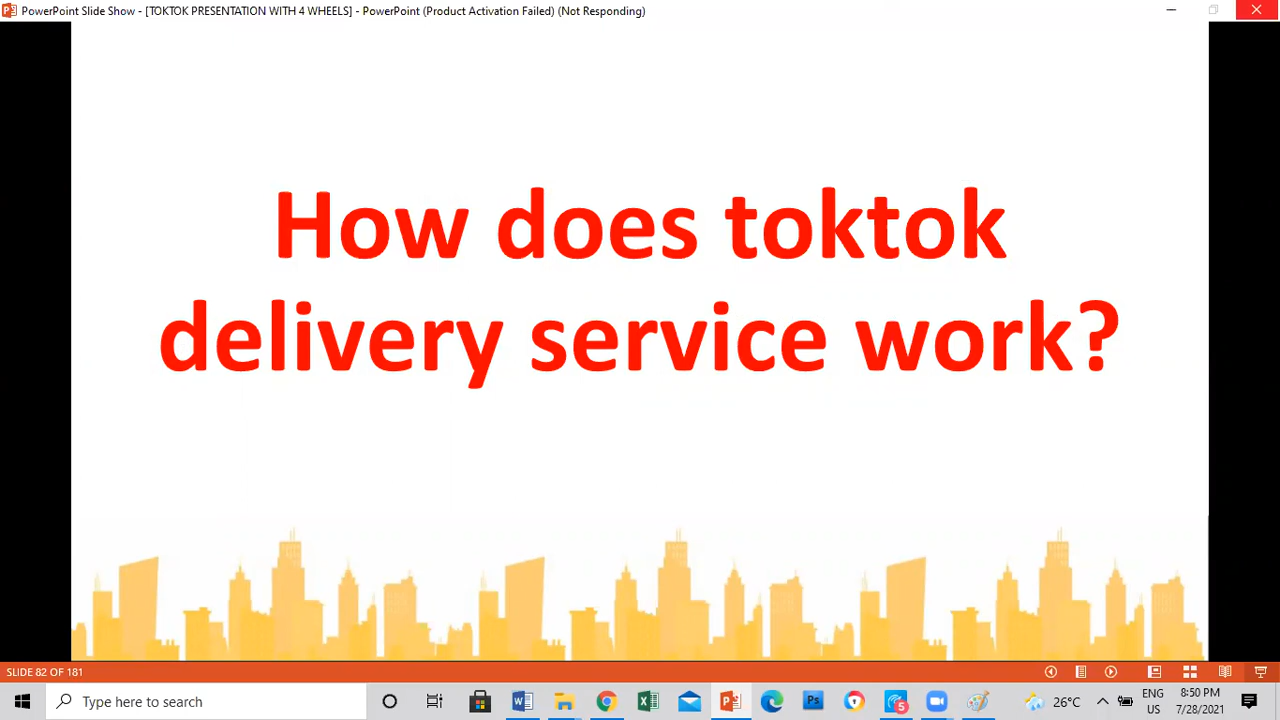 PowerPoint Slide Show - [TOKTOK PRESENTATION WITH 4 WHEELS] - PowerPoint (Product Activation Failed) (Not Responding)
How does toktok
delivery service work?
SLIDE 82 OF 181
Type here to search
5
26°C
ENG
US
8:50 PM
7/28/2021